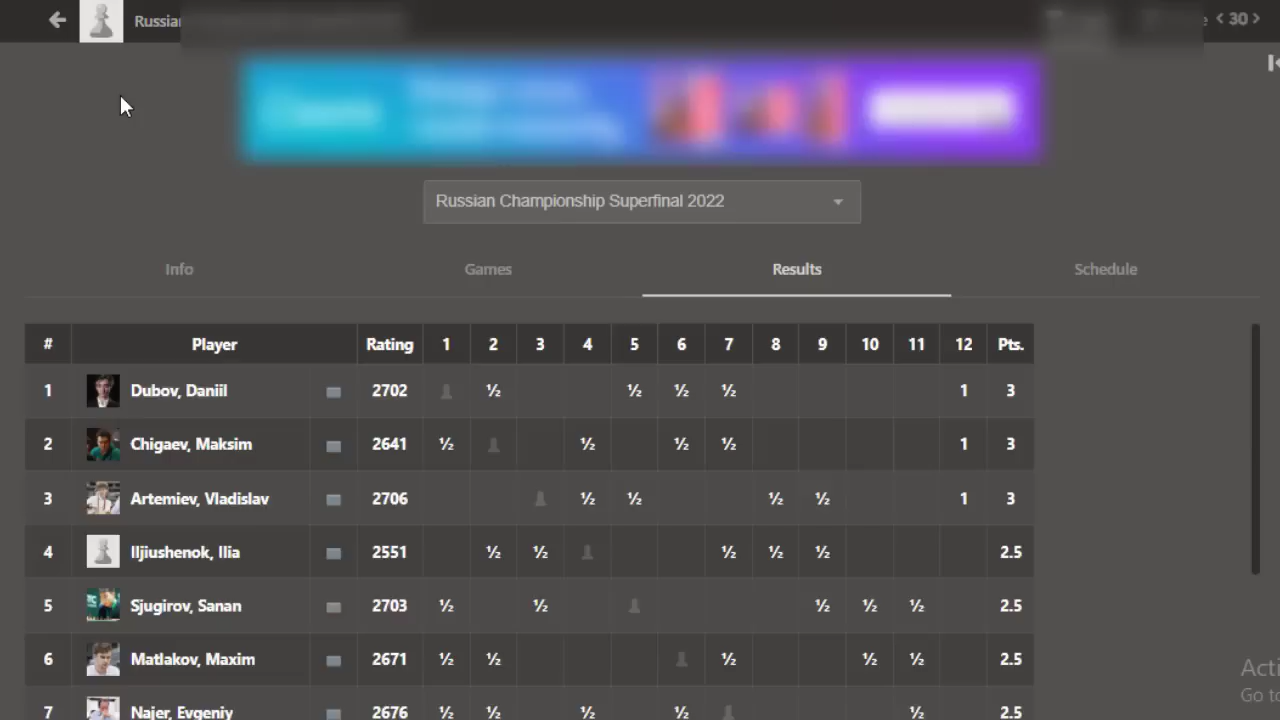 Russian
30
Russian Championship Superfinal 2022
Info Games Results Schedule
# Player Rating 1 2 3 4 5 6 7 8 9 10 11 12 Pts.
1 Dubov, Daniil 2702 ½ ½ ½ ½ 1 3
2 Chigaev, Maksim 2641 ½ ½ ½ ½ 1 3
3 Artemiev, Vladislav 2706 ½ ½ ½ ½ 1 3
4 Iljiushenok, Ilia 2551 ½ ½ ½ ½ ½ 2.5
5 Sjugirov, Sanan 2703 ½ ½ ½ ½ ½ 2.5
6 Matlakov, Maxim 2671 ½ ½ ½ ½ ½ 2.5
7 Najer, Evgeniy 2676 ½ ½ ½ ½ ½ 2.5
Go to